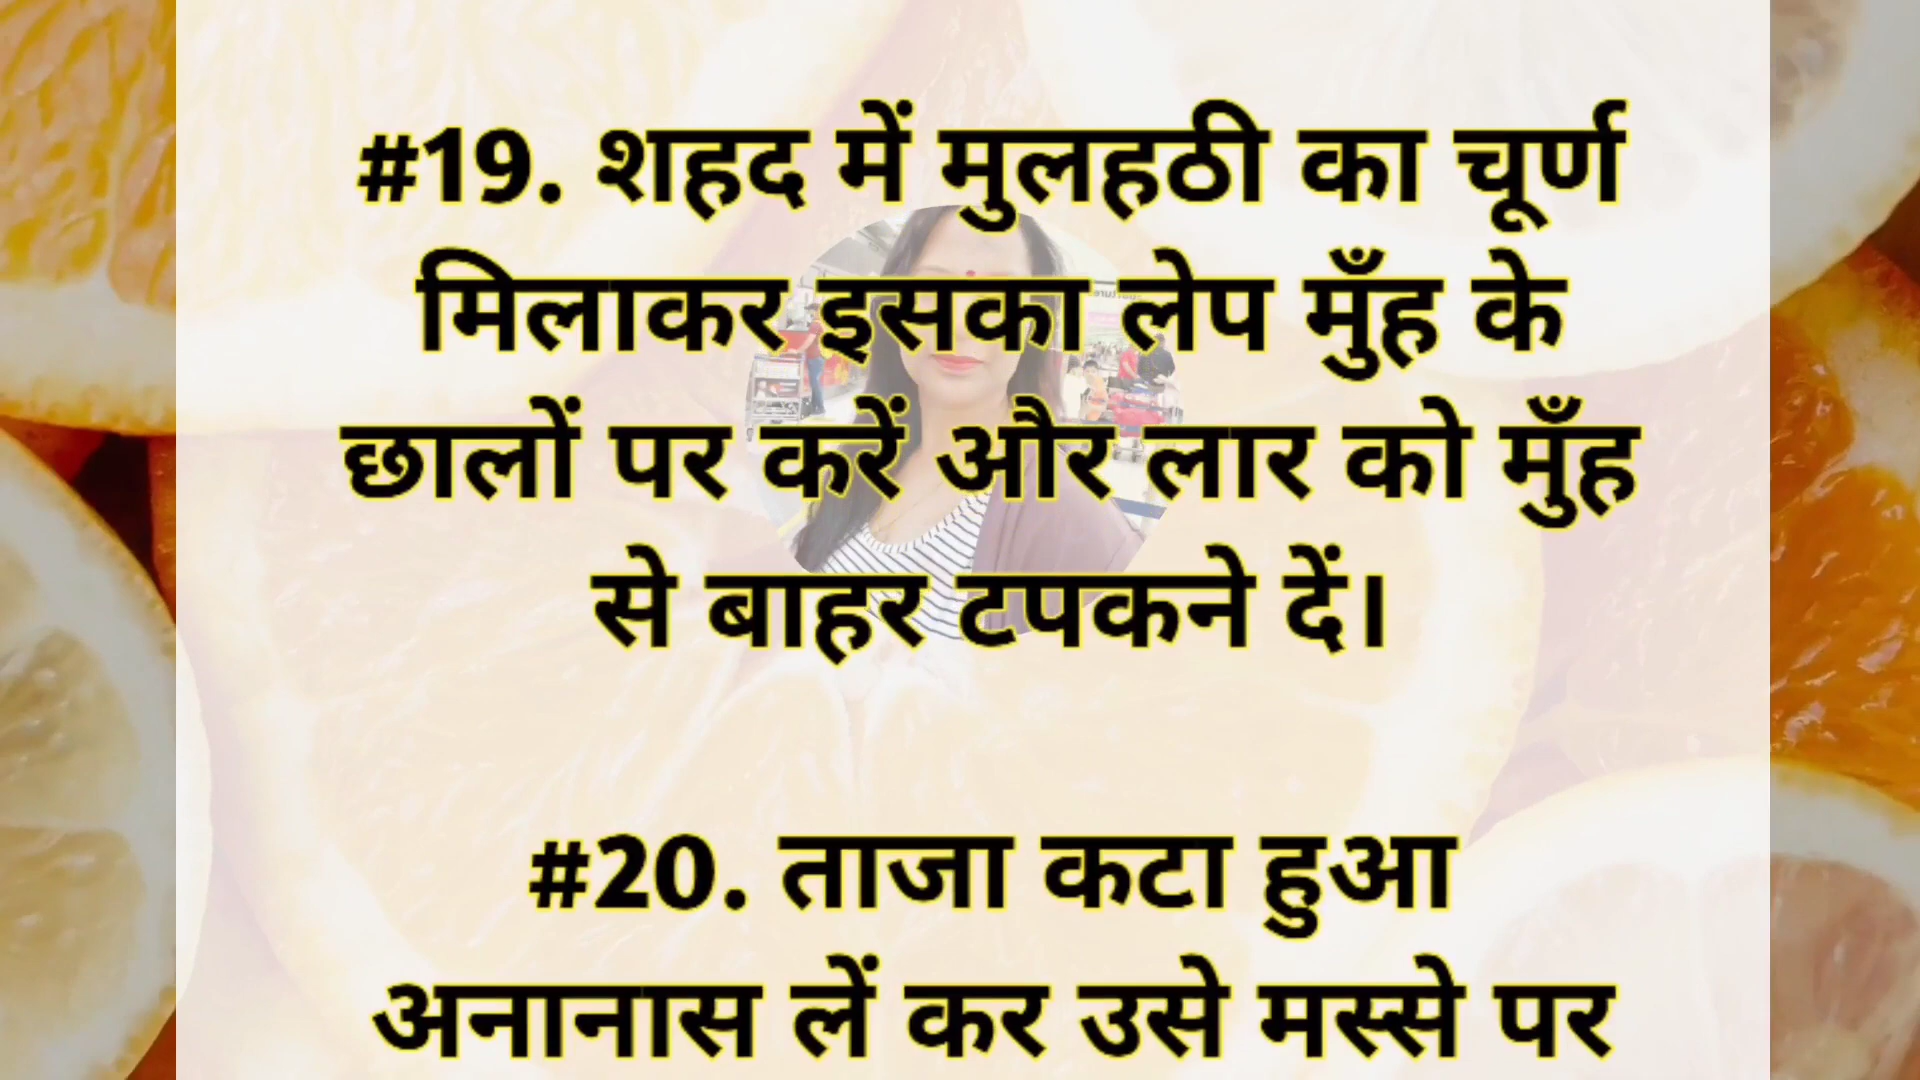 #19. शहद में मुलहठी का चूर्ण
मिलाकर इसका लेप मुँह के
छालों पर करें और लार को मुँह
से बाहर टपकने दें।
#20. ताजा कटा हुआ
अनानास लें कर उसे मस्से पर